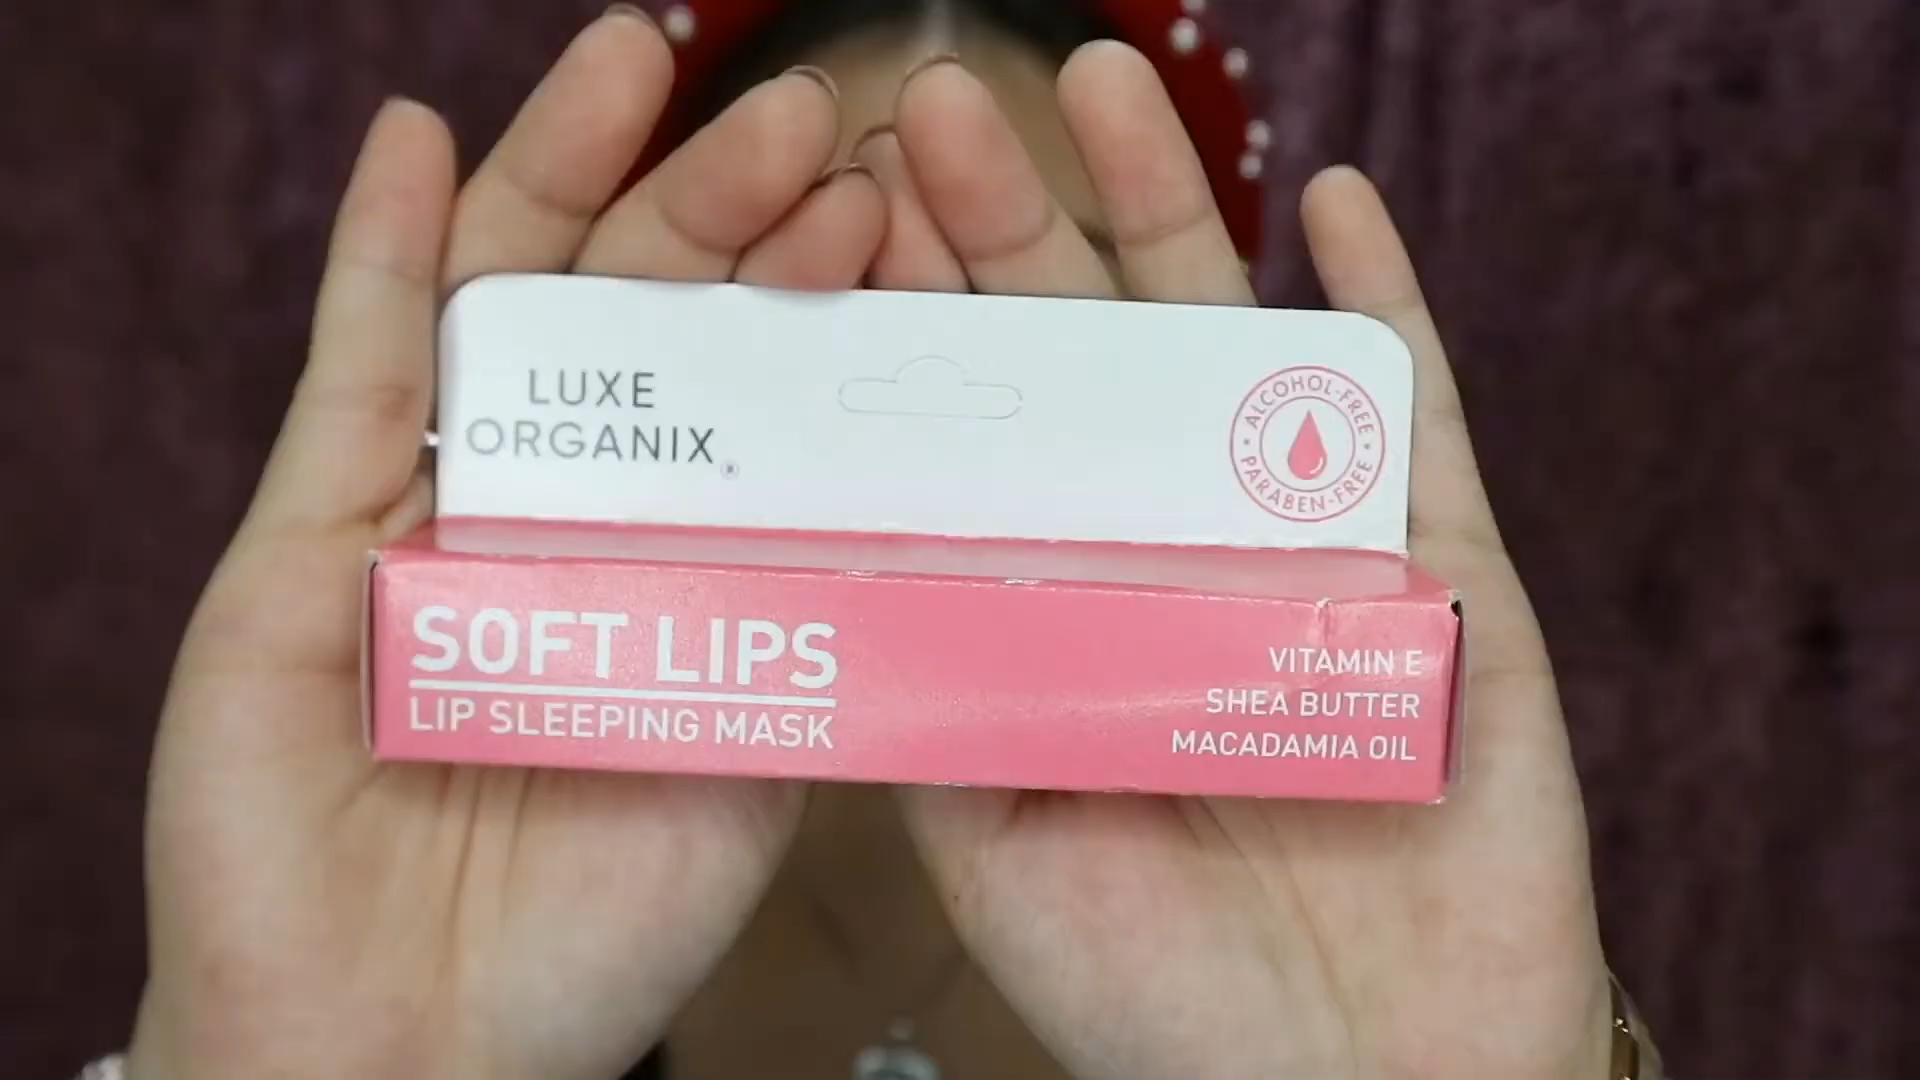 LUXE
ORGANIX®
• ALCOHOL-FREE •
PARABEN-FREE
SOFT LIPS
LIP SLEEPING MASK
VITAMIN E
SHEA BUTTER
MACADAMIA OIL